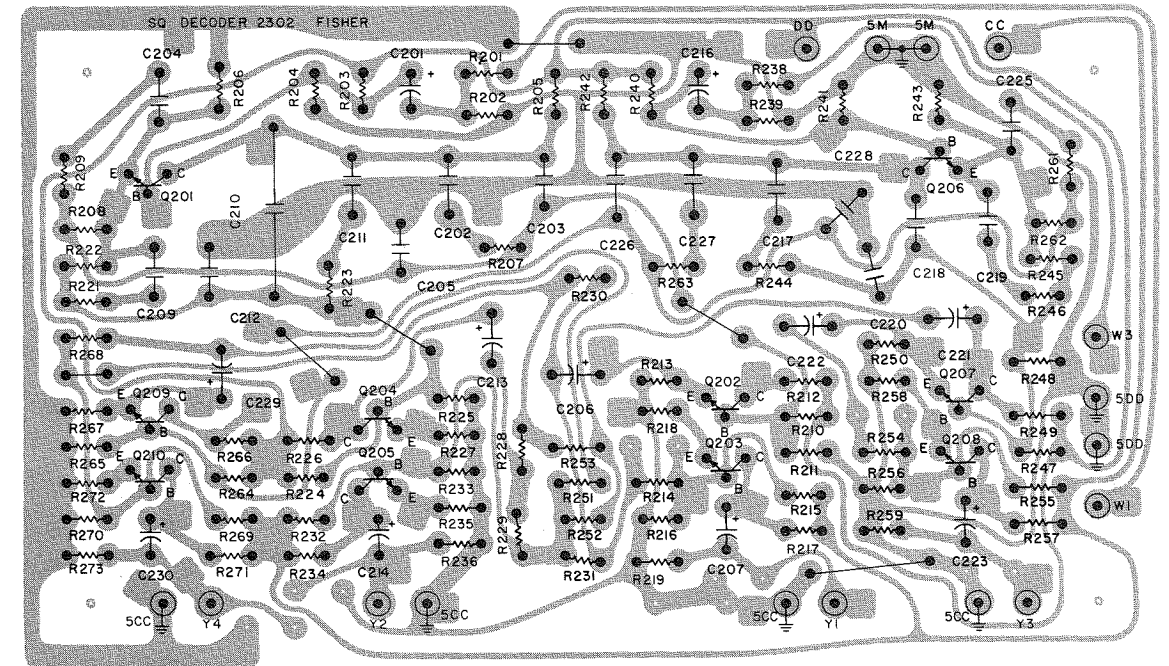 SQ DECODER 2302 FISHER
DD 5M 5M CC
C204 C201 R201 C216 R238 C225
R206 R204 R203 R202 R205 R242 R240 R239 R241 R243
R209 E C B Q201 C228 B C E Q206 R261
R208 C210 C211 C202 C203 C226 C227 C217 R262
R222 R207 C218 C219 R245
R221 R223 C205 R230 R263 R244 R246
C209 C212 C220 W3
R268 R250 C221
C213 R213 C222 Q207 R248
Q209 C229 Q204 C206 Q202 R212 R258 E C 5DD
E C B R225 E C B B
R267 C B E R218 R210 R249
R266 R226 R227 R228 Q203 R254 Q208 5DD
R265 Q210 Q205 R253 E C R211 E C R247
E C R264 R224 B R233 R251 R214 B R256 B R255
R272 B C E R215 W1
R235 R252 R216 R259 R257
R270 R269 R232 R229 R217
R273 C230 R271 R234 C214 R236 R231 R219 C207 C223
5CC Y4 Y2 5CC 5CC Y1 5CC Y3